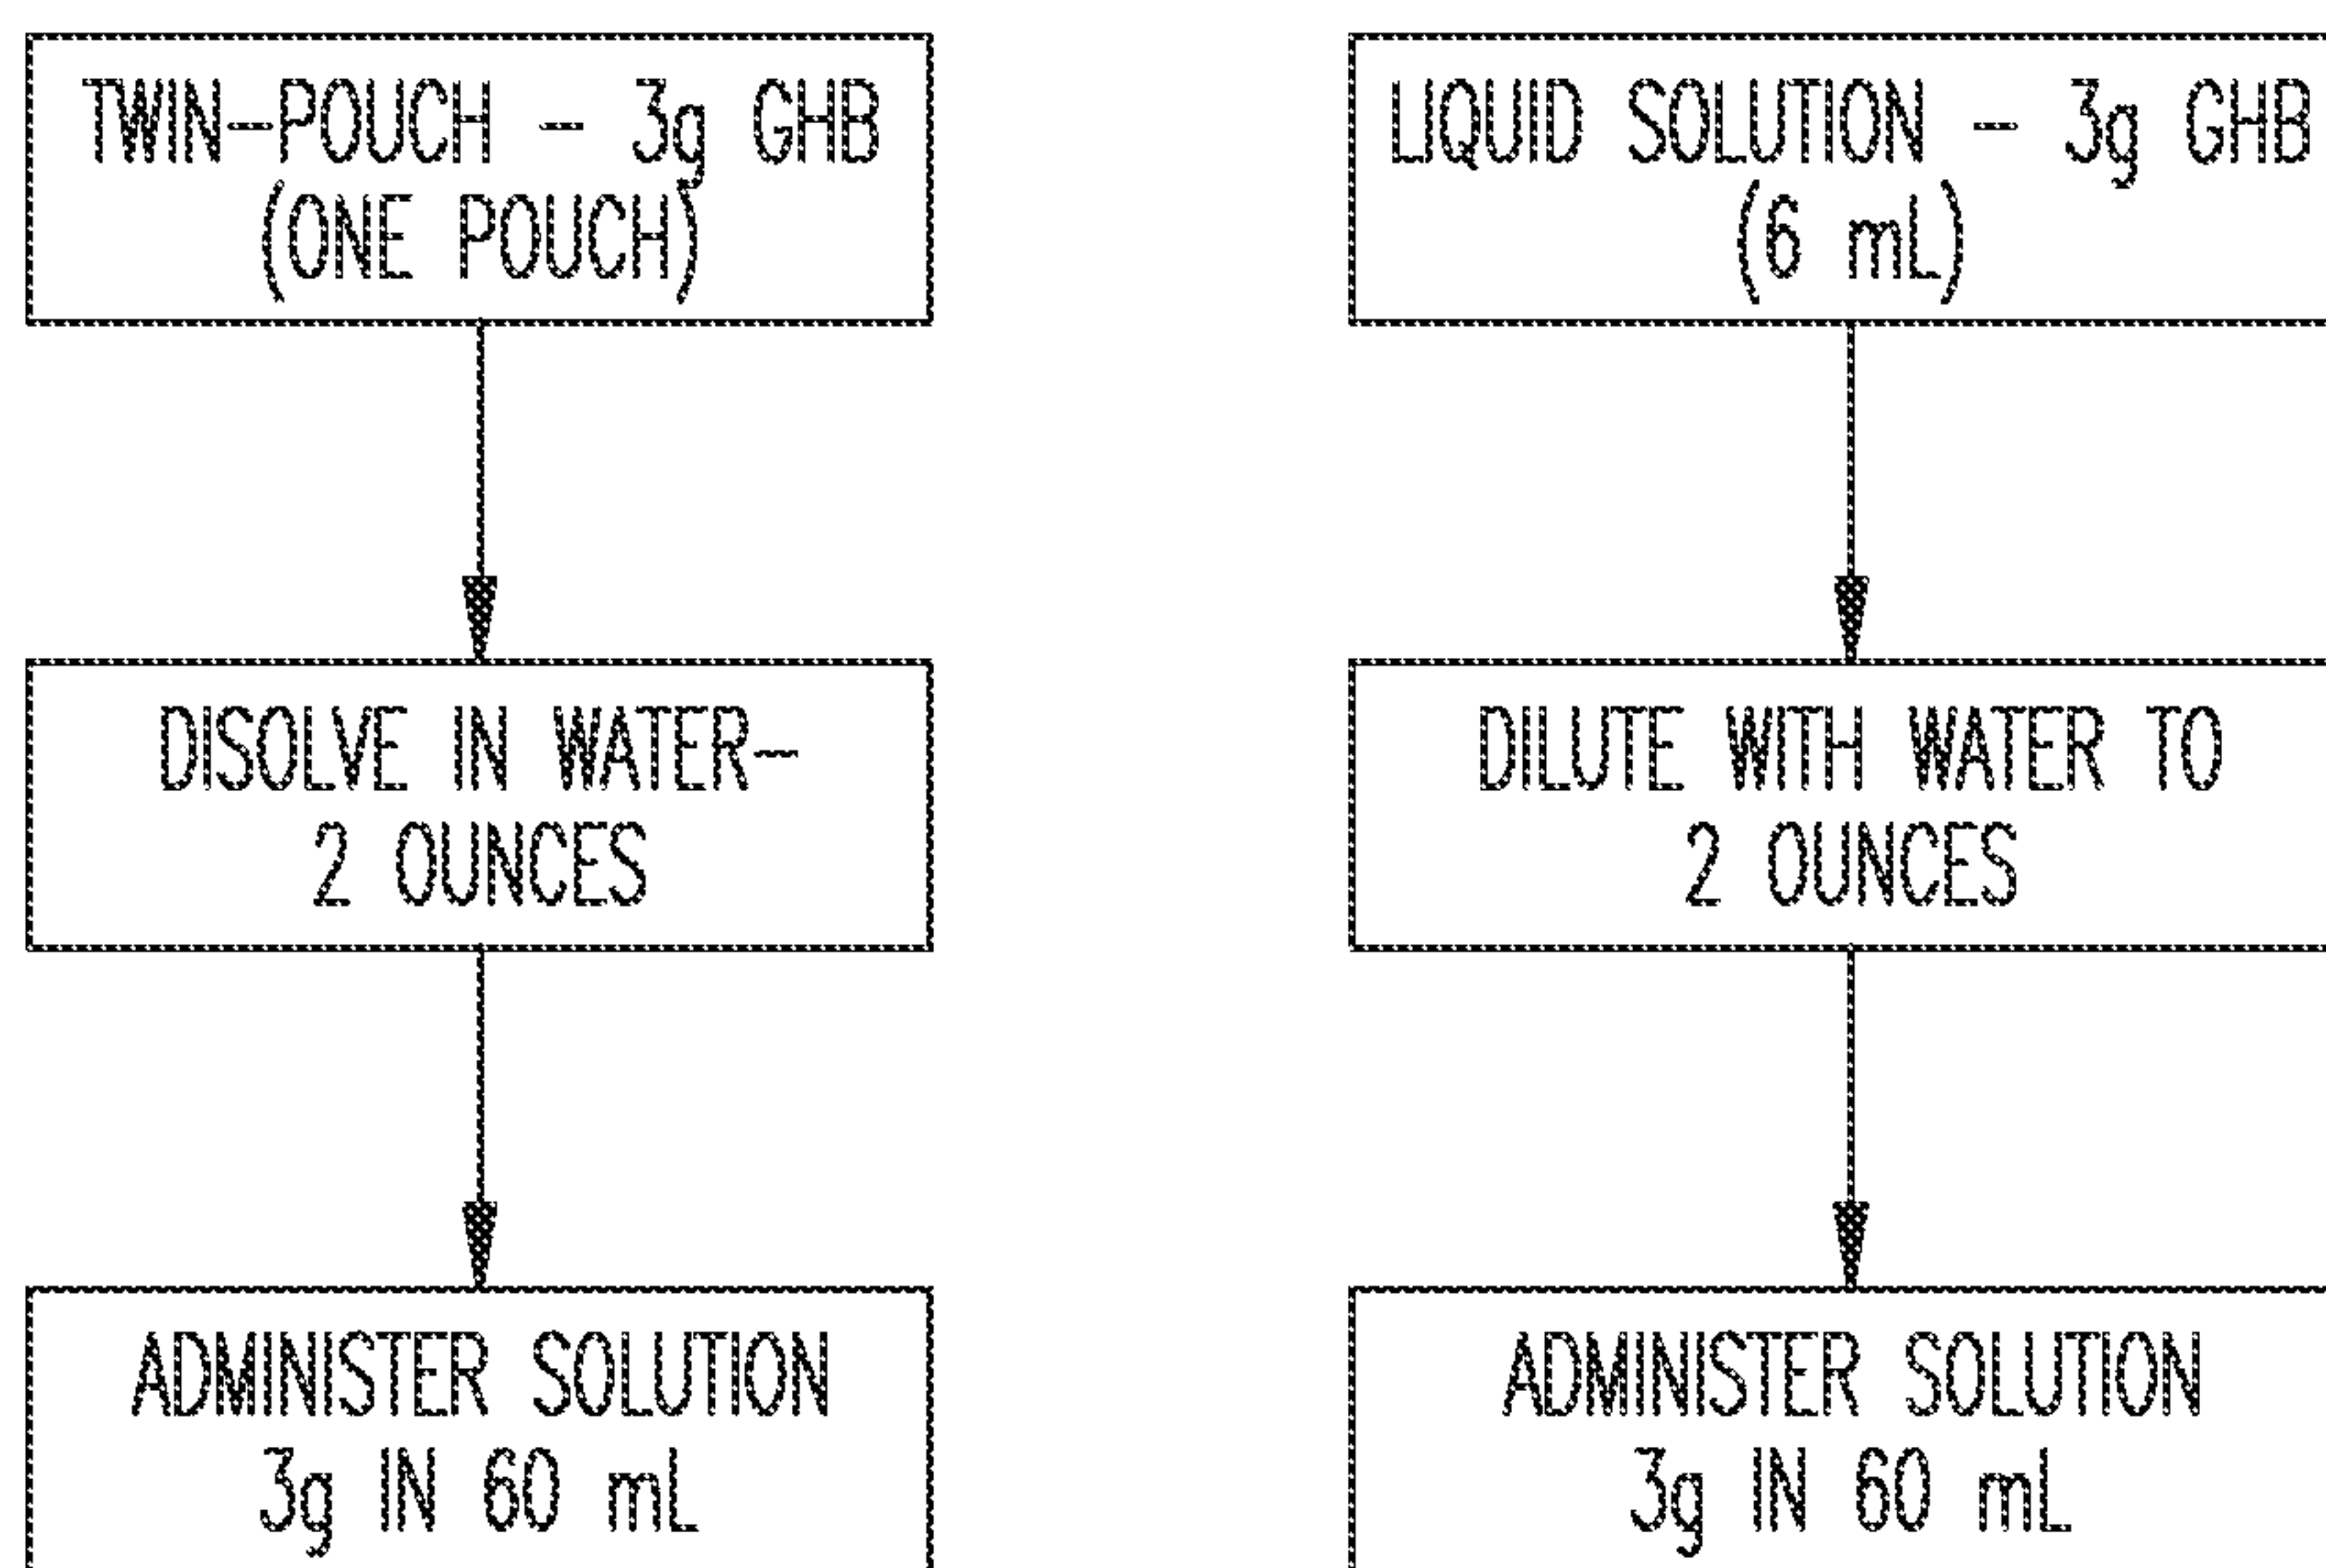 TWIN-POUCH - 3g GHB
(ONE POUCH)
DISOLVE IN WATER-
2 OUNCES
ADMINISTER SOLUTION
3g IN 60 mL
LIQUID SOLUTION - 3g GHB
(6 mL)
DILUTE WITH WATER TO
2 OUNCES
ADMINISTER SOLUTION
3g IN 60 mL